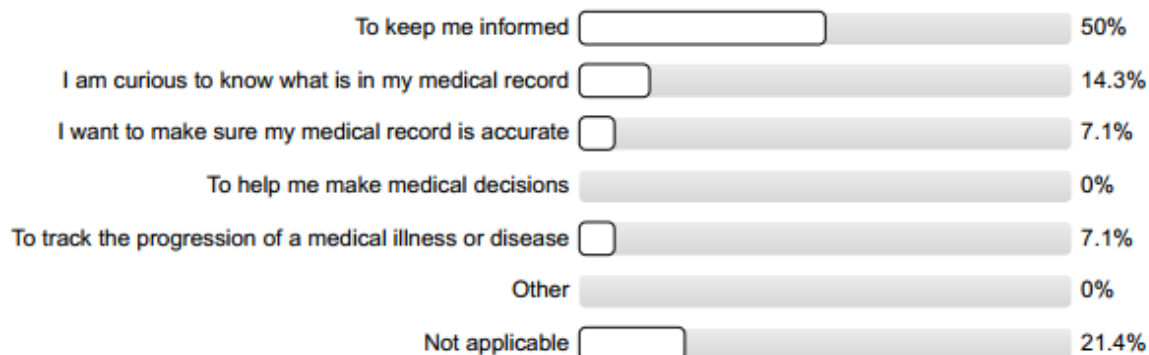 To keep me informed 50%
I am curious to know what is in my medical record 14.3%
I want to make sure my medical record is accurate 7.1%
To help me make medical decisions 0%
To track the progression of a medical illness or disease 7.1%
Other 0%
Not applicable 21.4%